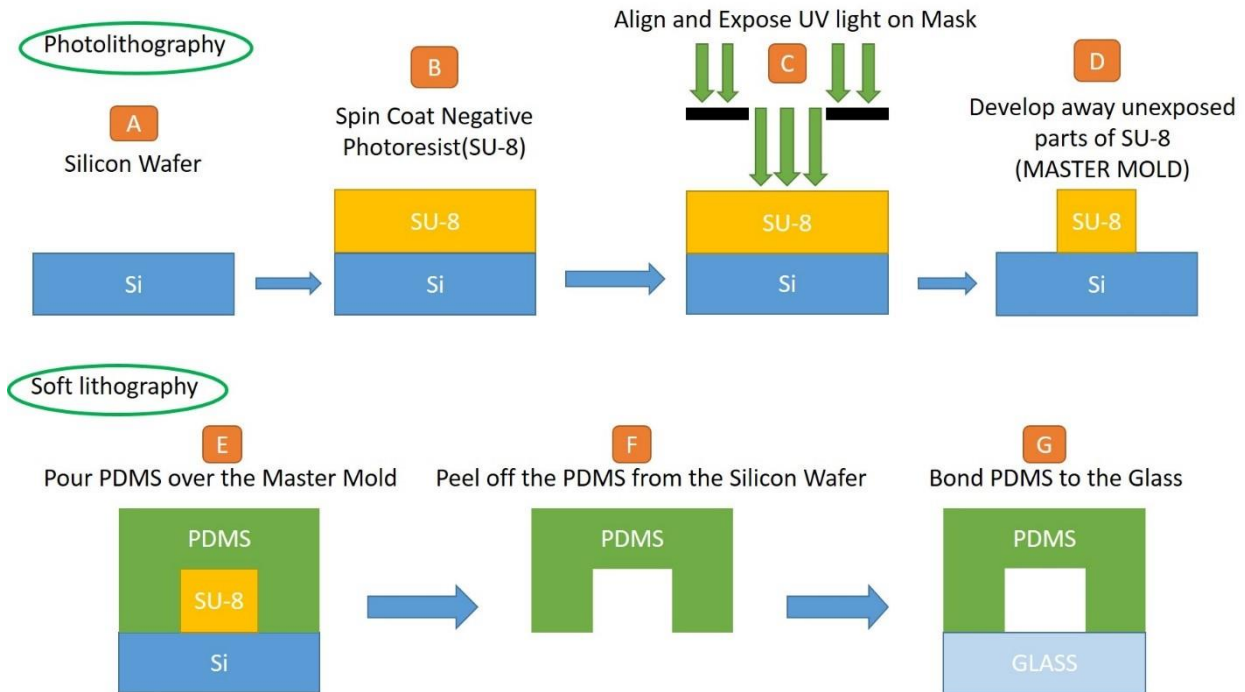 Photolithography
A
Silicon Wafer
Si
B
Spin Coat Negative
Photoresist(SU-8)
SU-8
Si
Align and Expose UV light on Mask
C
SU-8
Si
D
Develop away unexposed
parts of SU-8
(MASTER MOLD)
SU-8
Si
Soft lithography
E
Pour PDMS over the Master Mold
PDMS
SU-8
Si
F
Peel off the PDMS from the Silicon Wafer
PDMS
G
Bond PDMS to the Glass
PDMS
GLASS